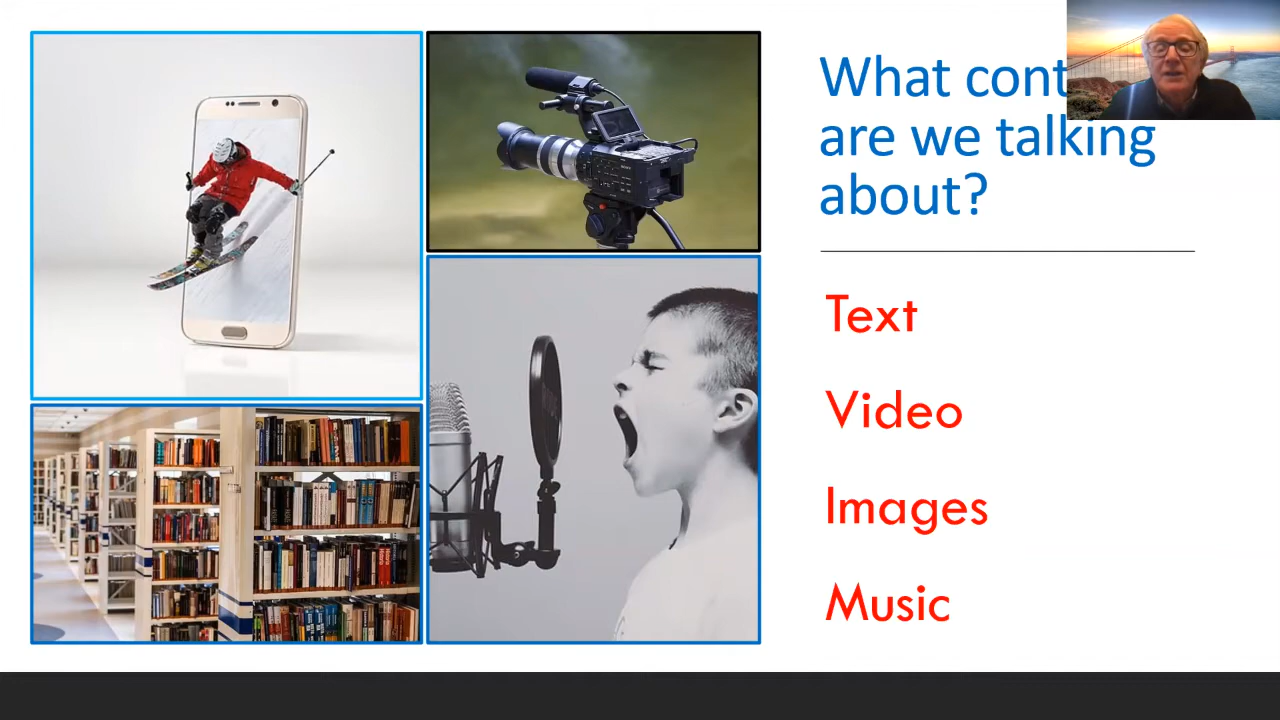 What cont
are we talking
about?
Text
Video
Images
Music